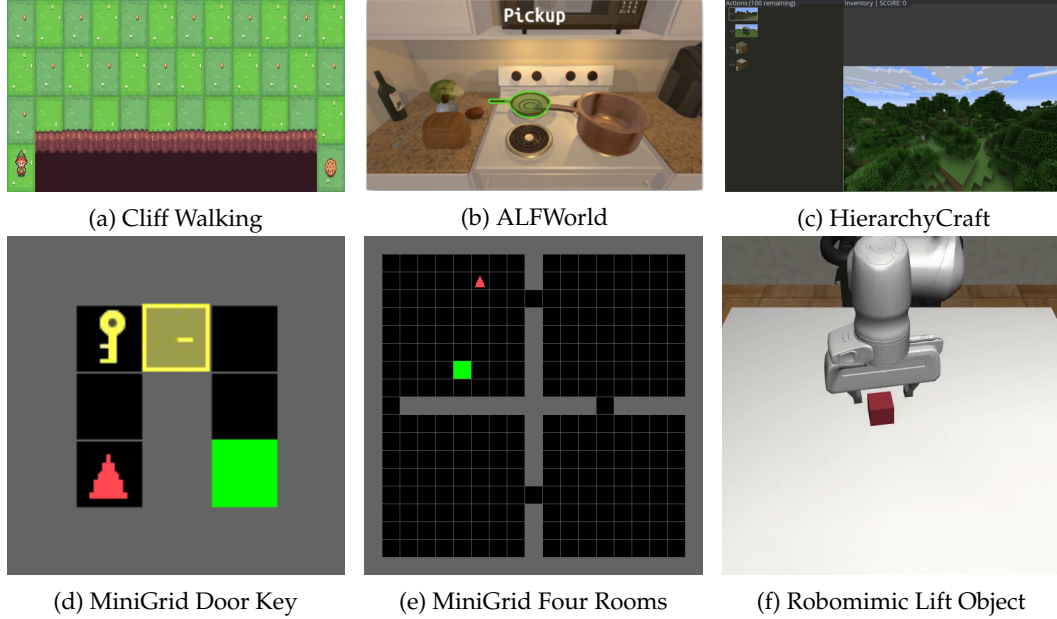 Pickup
Actions (100 remaining)
Inventory | SCORE: 0
(a) Cliff Walking
(b) ALFWorld
(c) HierarchyCraft
(d) MiniGrid Door Key
(e) MiniGrid Four Rooms
(f) Robomimic Lift Object